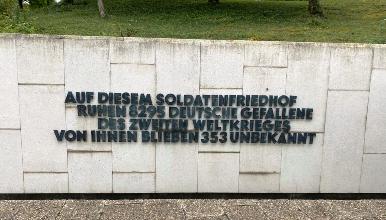 AUF DIESEM SOLDATENFRIEDHOF
RUHEN 8295 DEUTSCHE GEFALLENE
DES ZWEITEN WELTKRIEGES
VON IHNEN BLIEBEN 353 UNBEKANNT